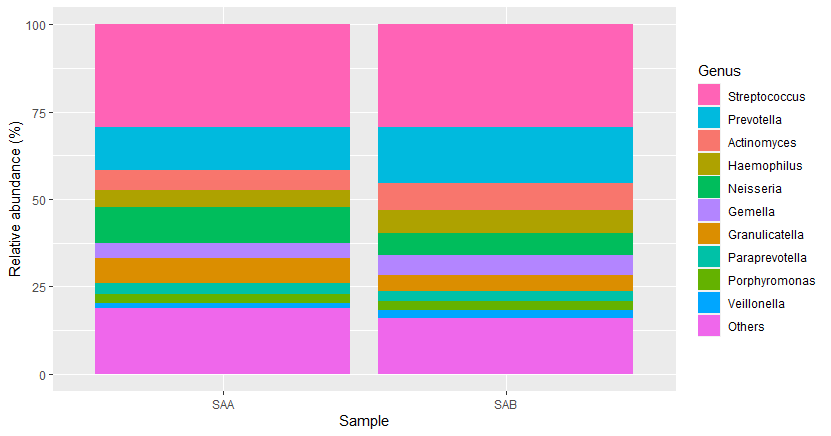 Relative abundance (%)
100
75
50
25
0
SAA
SAB
Sample
Genus
Streptococcus
Prevotella
Actinomyces
Haemophilus
Neisseria
Gemella
Granulicatella
Paraprevotella
Porphyromonas
Veillonella
Others